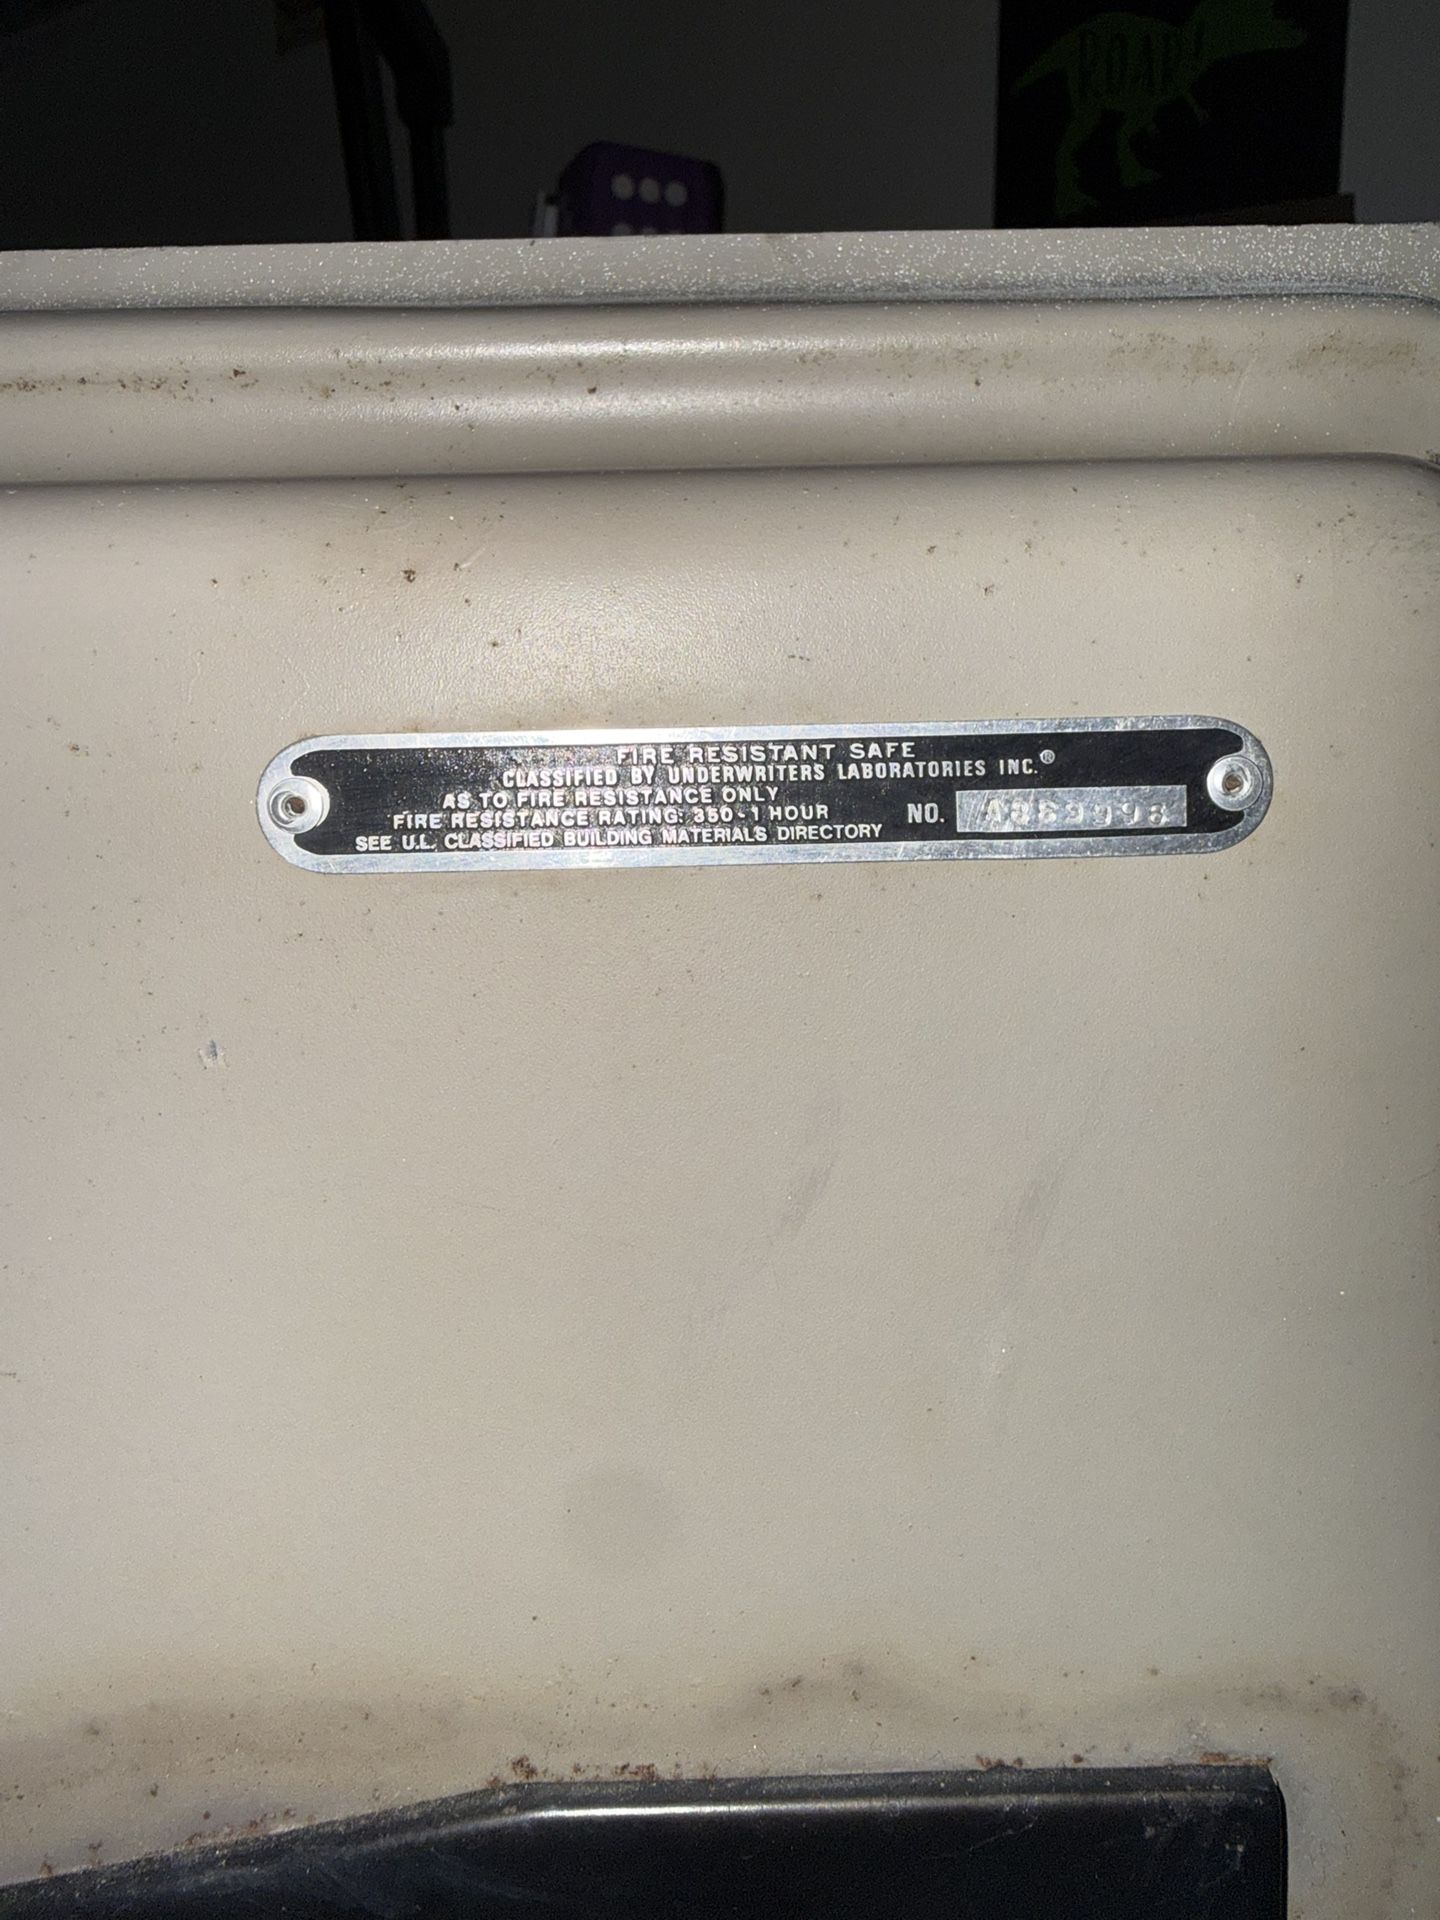 ROAR!
FIRE RESISTANT SAFE
CLASSIFIED BY UNDERWRITERS LABORATORIES INC.®
AS TO FIRE RESISTANCE ONLY
FIRE RESISTANCE RATING: 350-1 HOUR
SEE U.L. CLASSIFIED BUILDING MATERIALS DIRECTORY
NO.